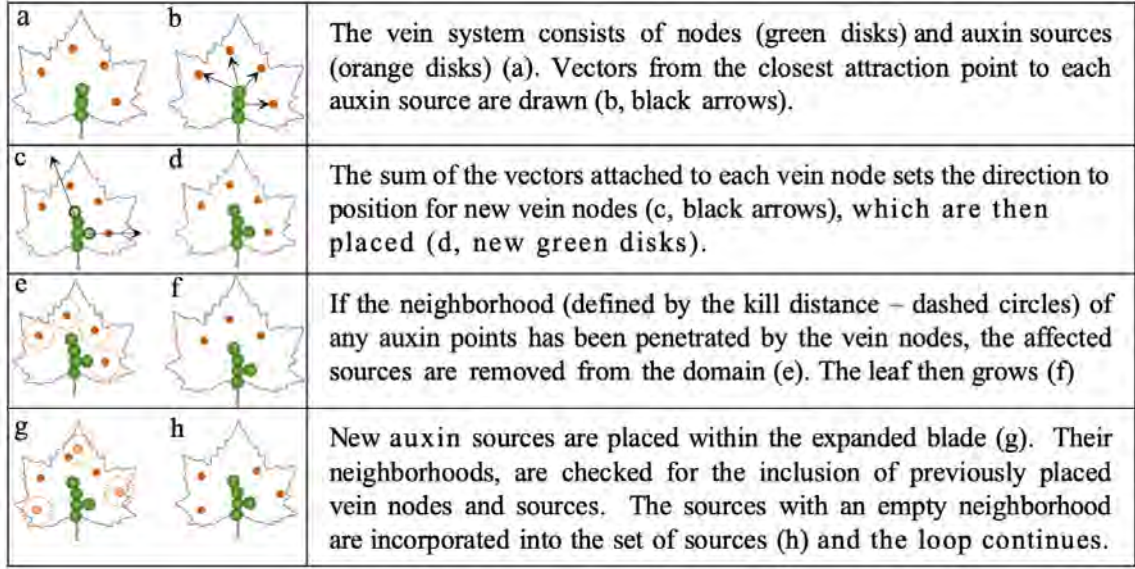 a b
The vein system consists of nodes (green disks) and auxin sources
(orange disks) (a). Vectors from the closest attraction point to each
auxin source are drawn (b, black arrows).
c d
The sum of the vectors attached to each vein node sets the direction to
position for new vein nodes (c, black arrows), which are then
placed (d, new green disks).
e f
If the neighborhood (defined by the kill distance – dashed circles) of
any auxin points has been penetrated by the vein nodes, the affected
sources are removed from the domain (e). The leaf then grows (f)
g h
New auxin sources are placed within the expanded blade (g). Their
neighborhoods, are checked for the inclusion of previously placed
vein nodes and sources. The sources with an empty neighborhood
are incorporated into the set of sources (h) and the loop continues.